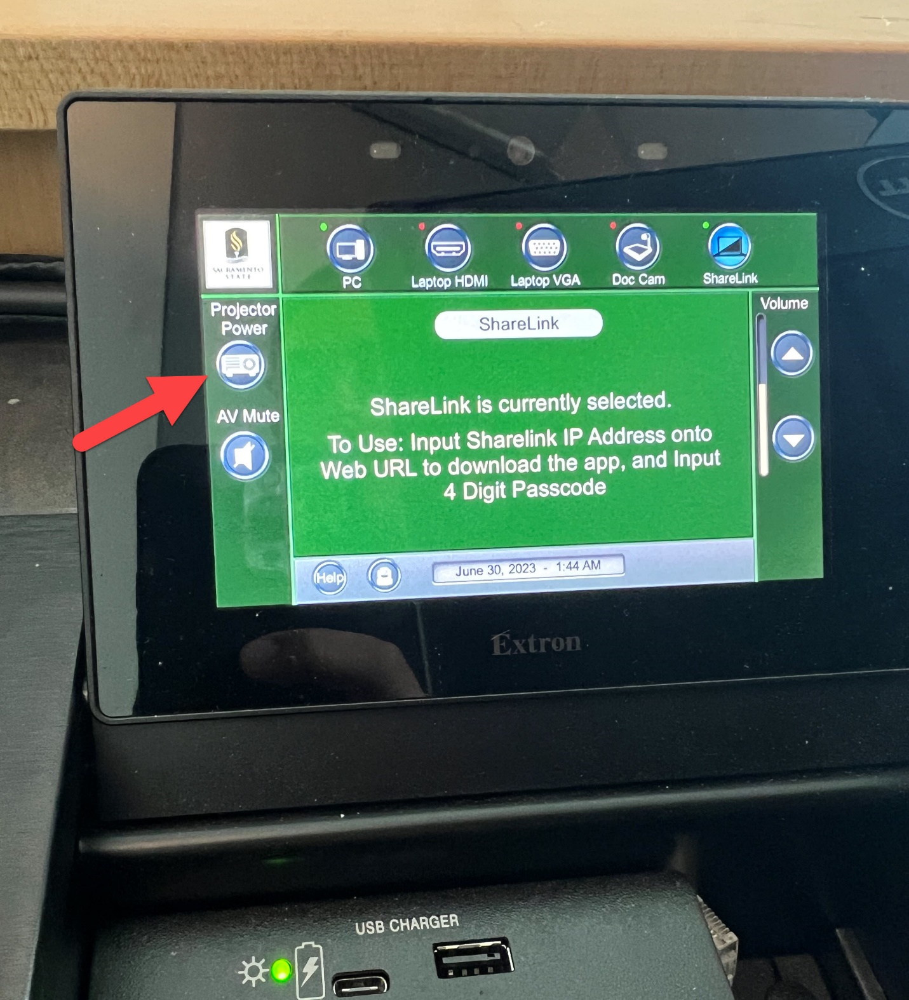 SACRAMENTO
STATE
PC
Laptop HDMI
Laptop VGA
Doc Cam
ShareLink
Projector
Power
AV Mute
ShareLink
ShareLink is currently selected.
To Use: Input Sharelink IP Address onto
Web URL to download the app, and Input
4 Digit Passcode
Volume
Help
June 30, 2023 - 1:44 AM
Extron
USB CHARGER